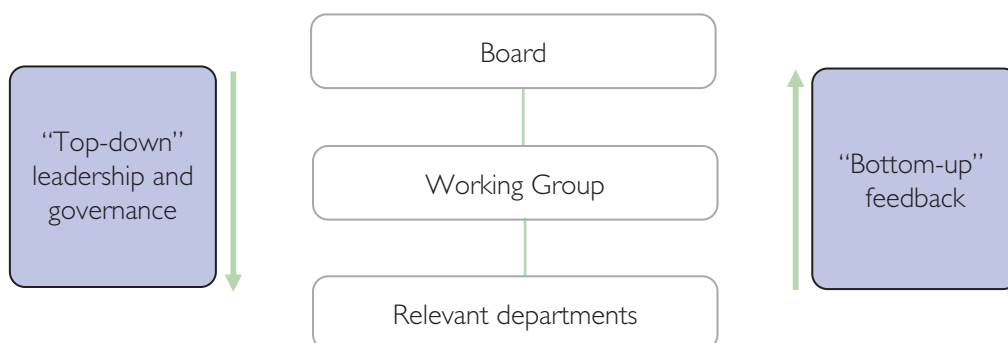 Board
“Top-down”
leadership and
governance
Working Group
“Bottom-up”
feedback
Relevant departments